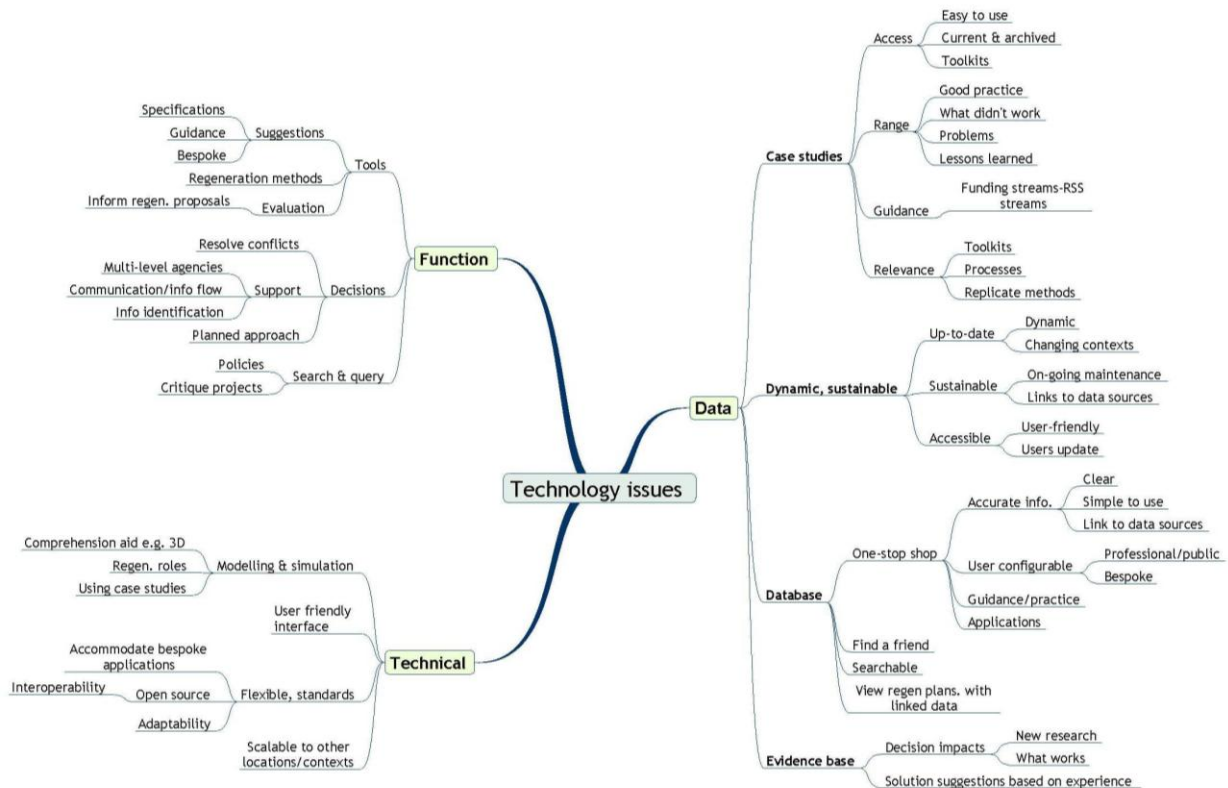 Technology issues
Function
Tools
Suggestions
Specifications
Guidance
Bespoke
Regeneration methods
Evaluation
Inform regen. proposals
Decisions
Resolve conflicts
Support
Multi-level agencies
Communication/info flow
Info identification
Planned approach
Search & query
Policies
Critique projects
Technical
Modelling & simulation
Comprehension aid e.g. 3D
Regen. roles
Using case studies
User friendly
interface
Flexible, standards
Accommodate bespoke
applications
Open source
Interoperability
Adaptability
Scalable to other
locations/contexts
Data
Case studies
Access
Easy to use
Current & archived
Toolkits
Range
Good practice
What didn't work
Problems
Lessons learned
Guidance
Funding streams-RSS
streams
Relevance
Toolkits
Processes
Replicate methods
Dynamic, sustainable
Up-to-date
Dynamic
Changing contexts
Sustainable
On-going maintenance
Links to data sources
Accessible
User-friendly
Users update
Database
One-stop shop
Accurate info.
Clear
Simple to use
Link to data sources
User configurable
Professional/public
Bespoke
Guidance/practice
Applications
Find a friend
Searchable
View regen plans. with
linked data
Evidence base
Decision impacts
New research
What works
Solution suggestions based on experience